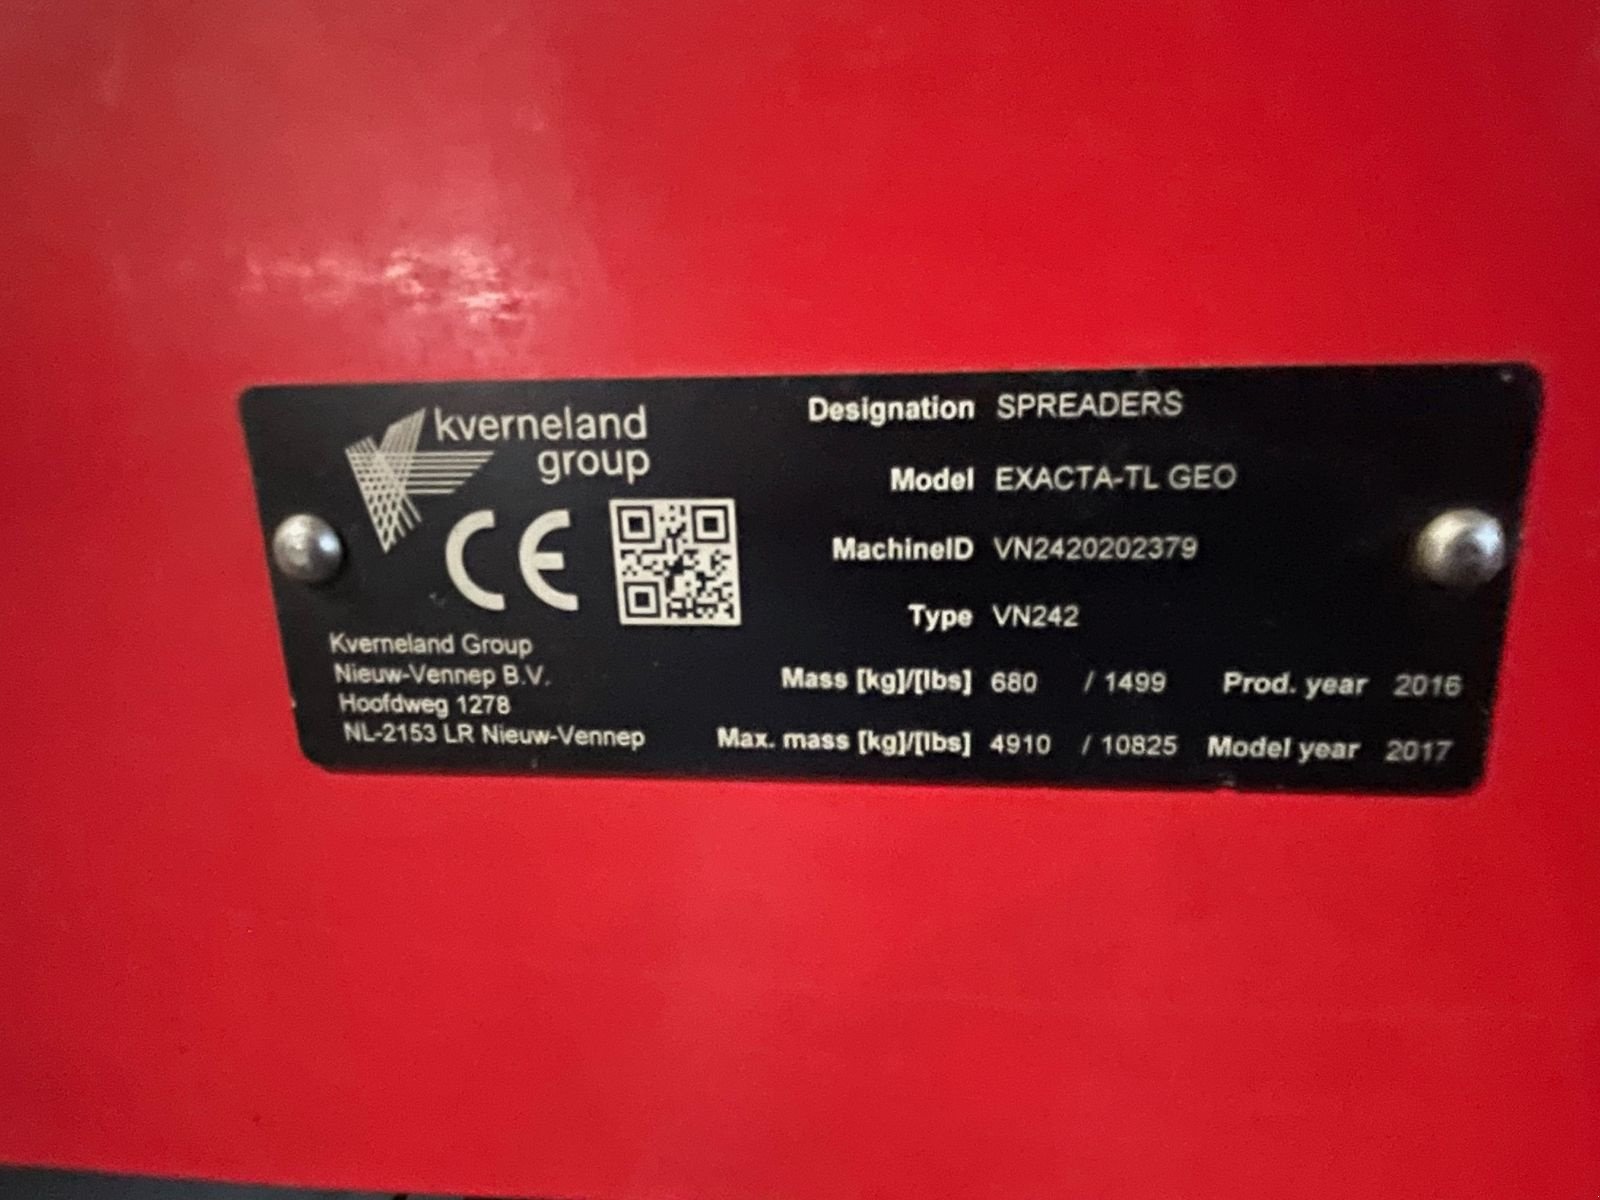 kverneland
group
Kverneland Group
Nieuw-Vennep B.V.
Hoofdweg 1278
NL-2153 LR Nieuw-Vennep
Designation SPREADERS
Model EXACTA-TL GEO
MachineID VN2420202379
Type VN242
Mass [kg]/[lbs] 680 / 1499 Prod. year 2016
Max. mass [kg]/[lbs] 4910 / 10825 Model year 2017